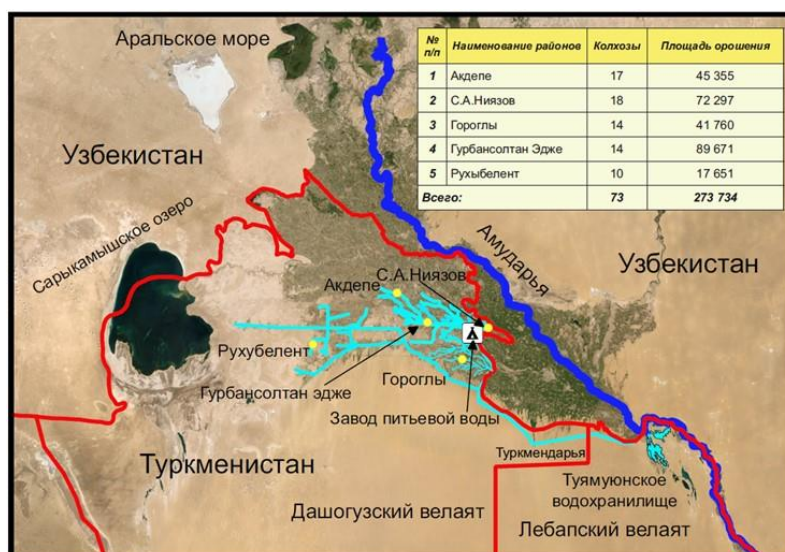 Аральское море
№ п/п Наименование районов Колхозы Площадь орошения
1 Акдепе 17 45 355
2 С.А.Ниязов 18 72 297
3 Гороглы 14 41 760
4 Гурбансолтан Эдже 14 89 671
5 Рухыбелент 10 17 651
Всего: 73 273 734
Узбекистан
Сарыкамышское озеро
Амударья
Узбекистан
С.А.Ниязов
Акдепе
Рухубелент
Гурбансолтан эдже
Гороглы
Завод питьевой воды
Туркмендарья
Туркменистан
Туямуюнское
водохранилище
Дашогузский велаят
Лебапский велаят